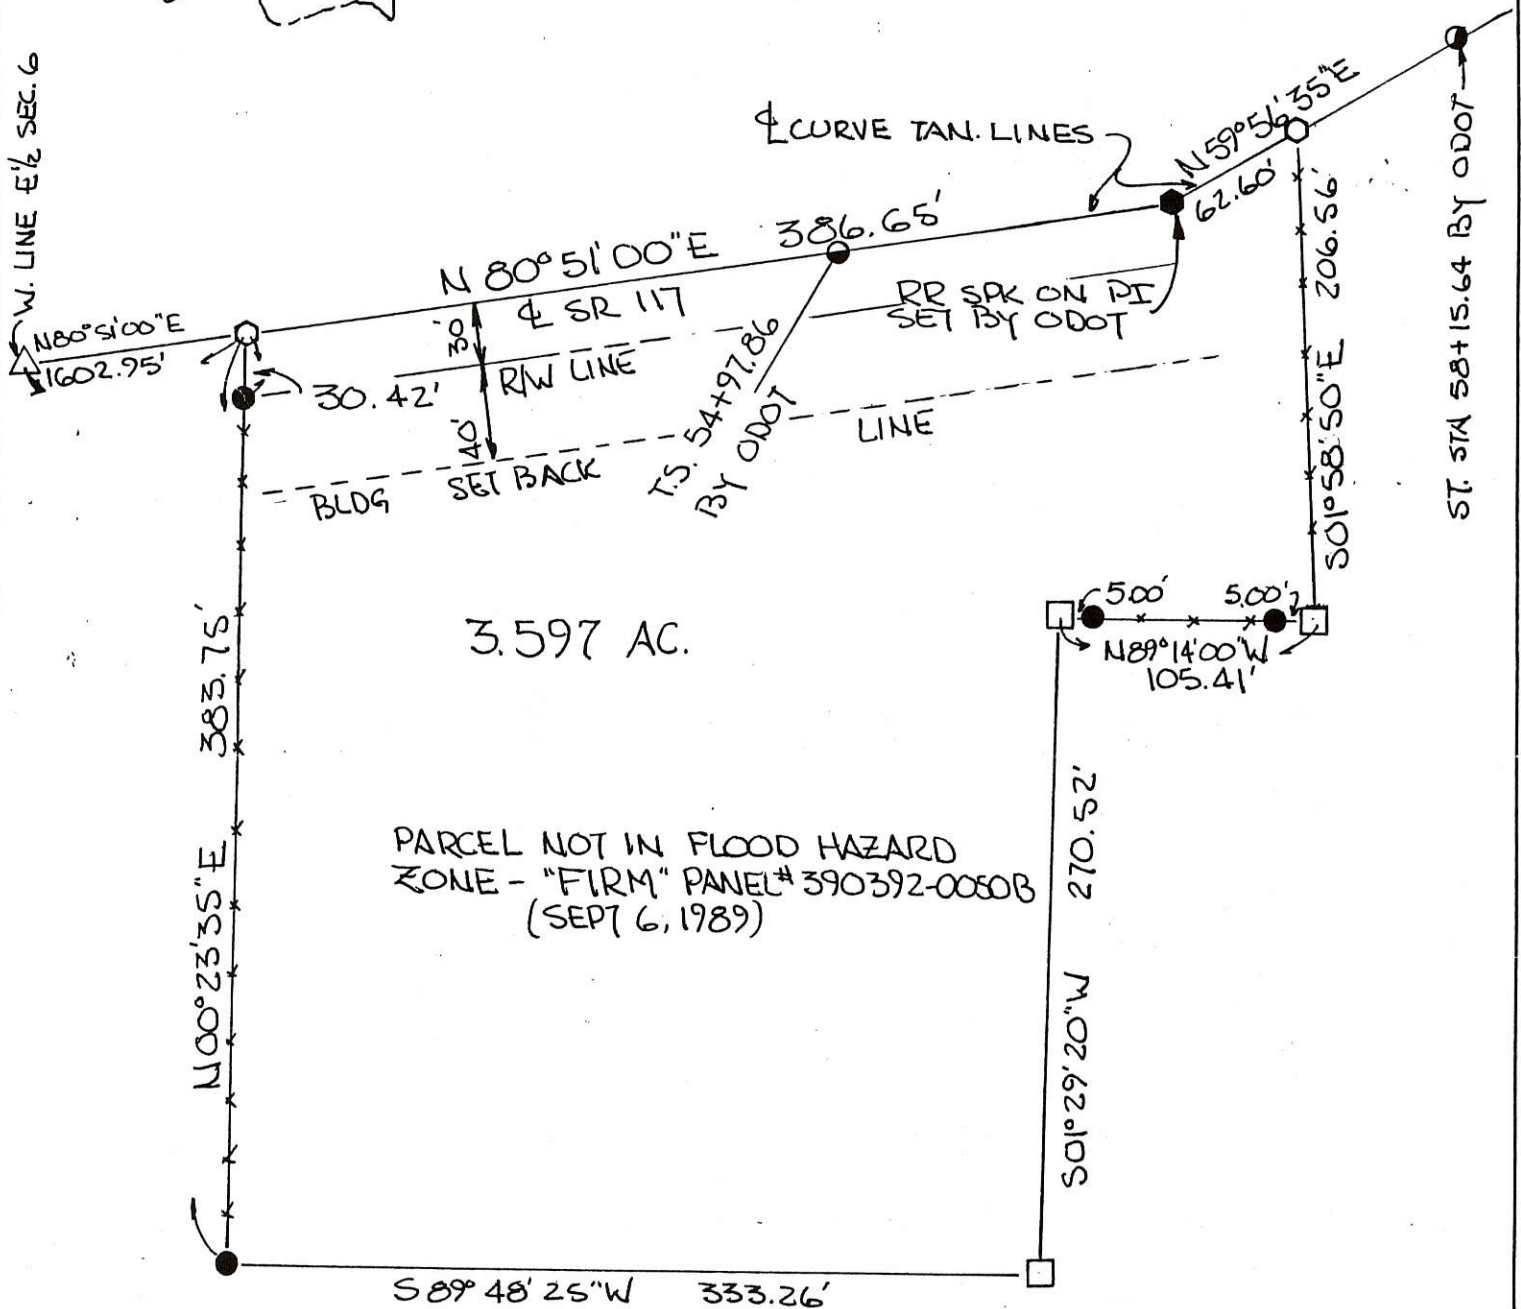 W. LINE E½ SEC. 6
N80°51'00"E
1602.95'
N 80°51'00"E 386.65'
℄ SR 117
℄ CURVE TAN. LINES
N59°56'35"E
62.60'
ST. STA 58+15.64 BY ODOT
30'
R/W LINE
RR SPK ON PI
SET BY ODOT
T.S. 54+97.86
BY ODOT
30.42'
40'
BLDG SET BACK LINE
S01°58'50"E 206.56'
5.00' 5.00'
N89°14'00"W
105.41'
3.597 AC.
N00°23'35"E 383.75'
PARCEL NOT IN FLOOD HAZARD
ZONE - "FIRM" PANEL# 390392-0050B
(SEPT 6, 1989)
S01°29'20"W 270.52'
S89°48'25"W 333.26'